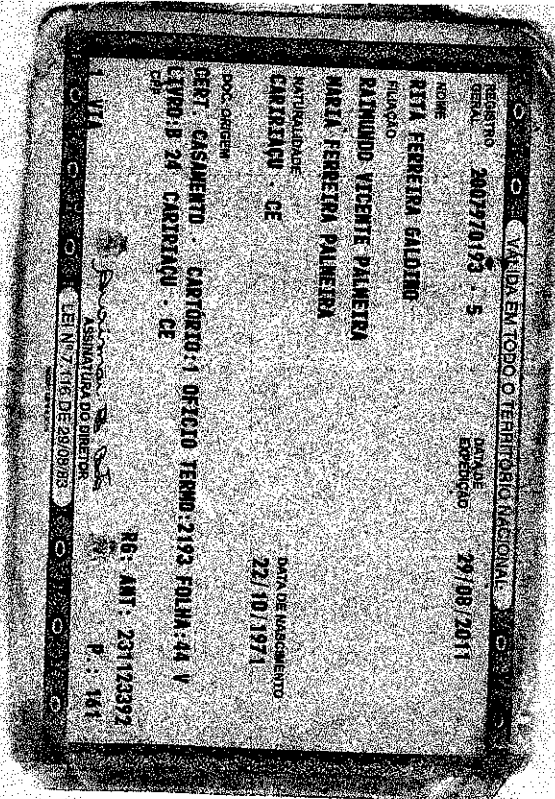 VÁLIDA EM TODO O TERRITÓRIO NACIONAL
REGISTRO GERAL 2007970193 - 5 DATA DE EXPEDIÇÃO 29/08/2011
NOME
RITA FERREIRA GALDINO
FILIAÇÃO
RAIMUNDO VICENTE PALMEIRA
MARIA FERREIRA PALMEIRA
NATURALIDADE DATA DE NASCIMENTO
CARIRIAÇU - CE 22/10/1971
DOC. ORIGEM
CERT. CASAMENTO - CARTÓRIO:1 OFICIO TERMO:2193 FOLHA:44 V
LIVRO:B 24 CARIRIAÇU - CE
CPF
RG: ANT: 231123392
1 VIA P.: 161
ASSINATURA DO DIRETOR
LEI Nº 7.116 DE 29/08/83